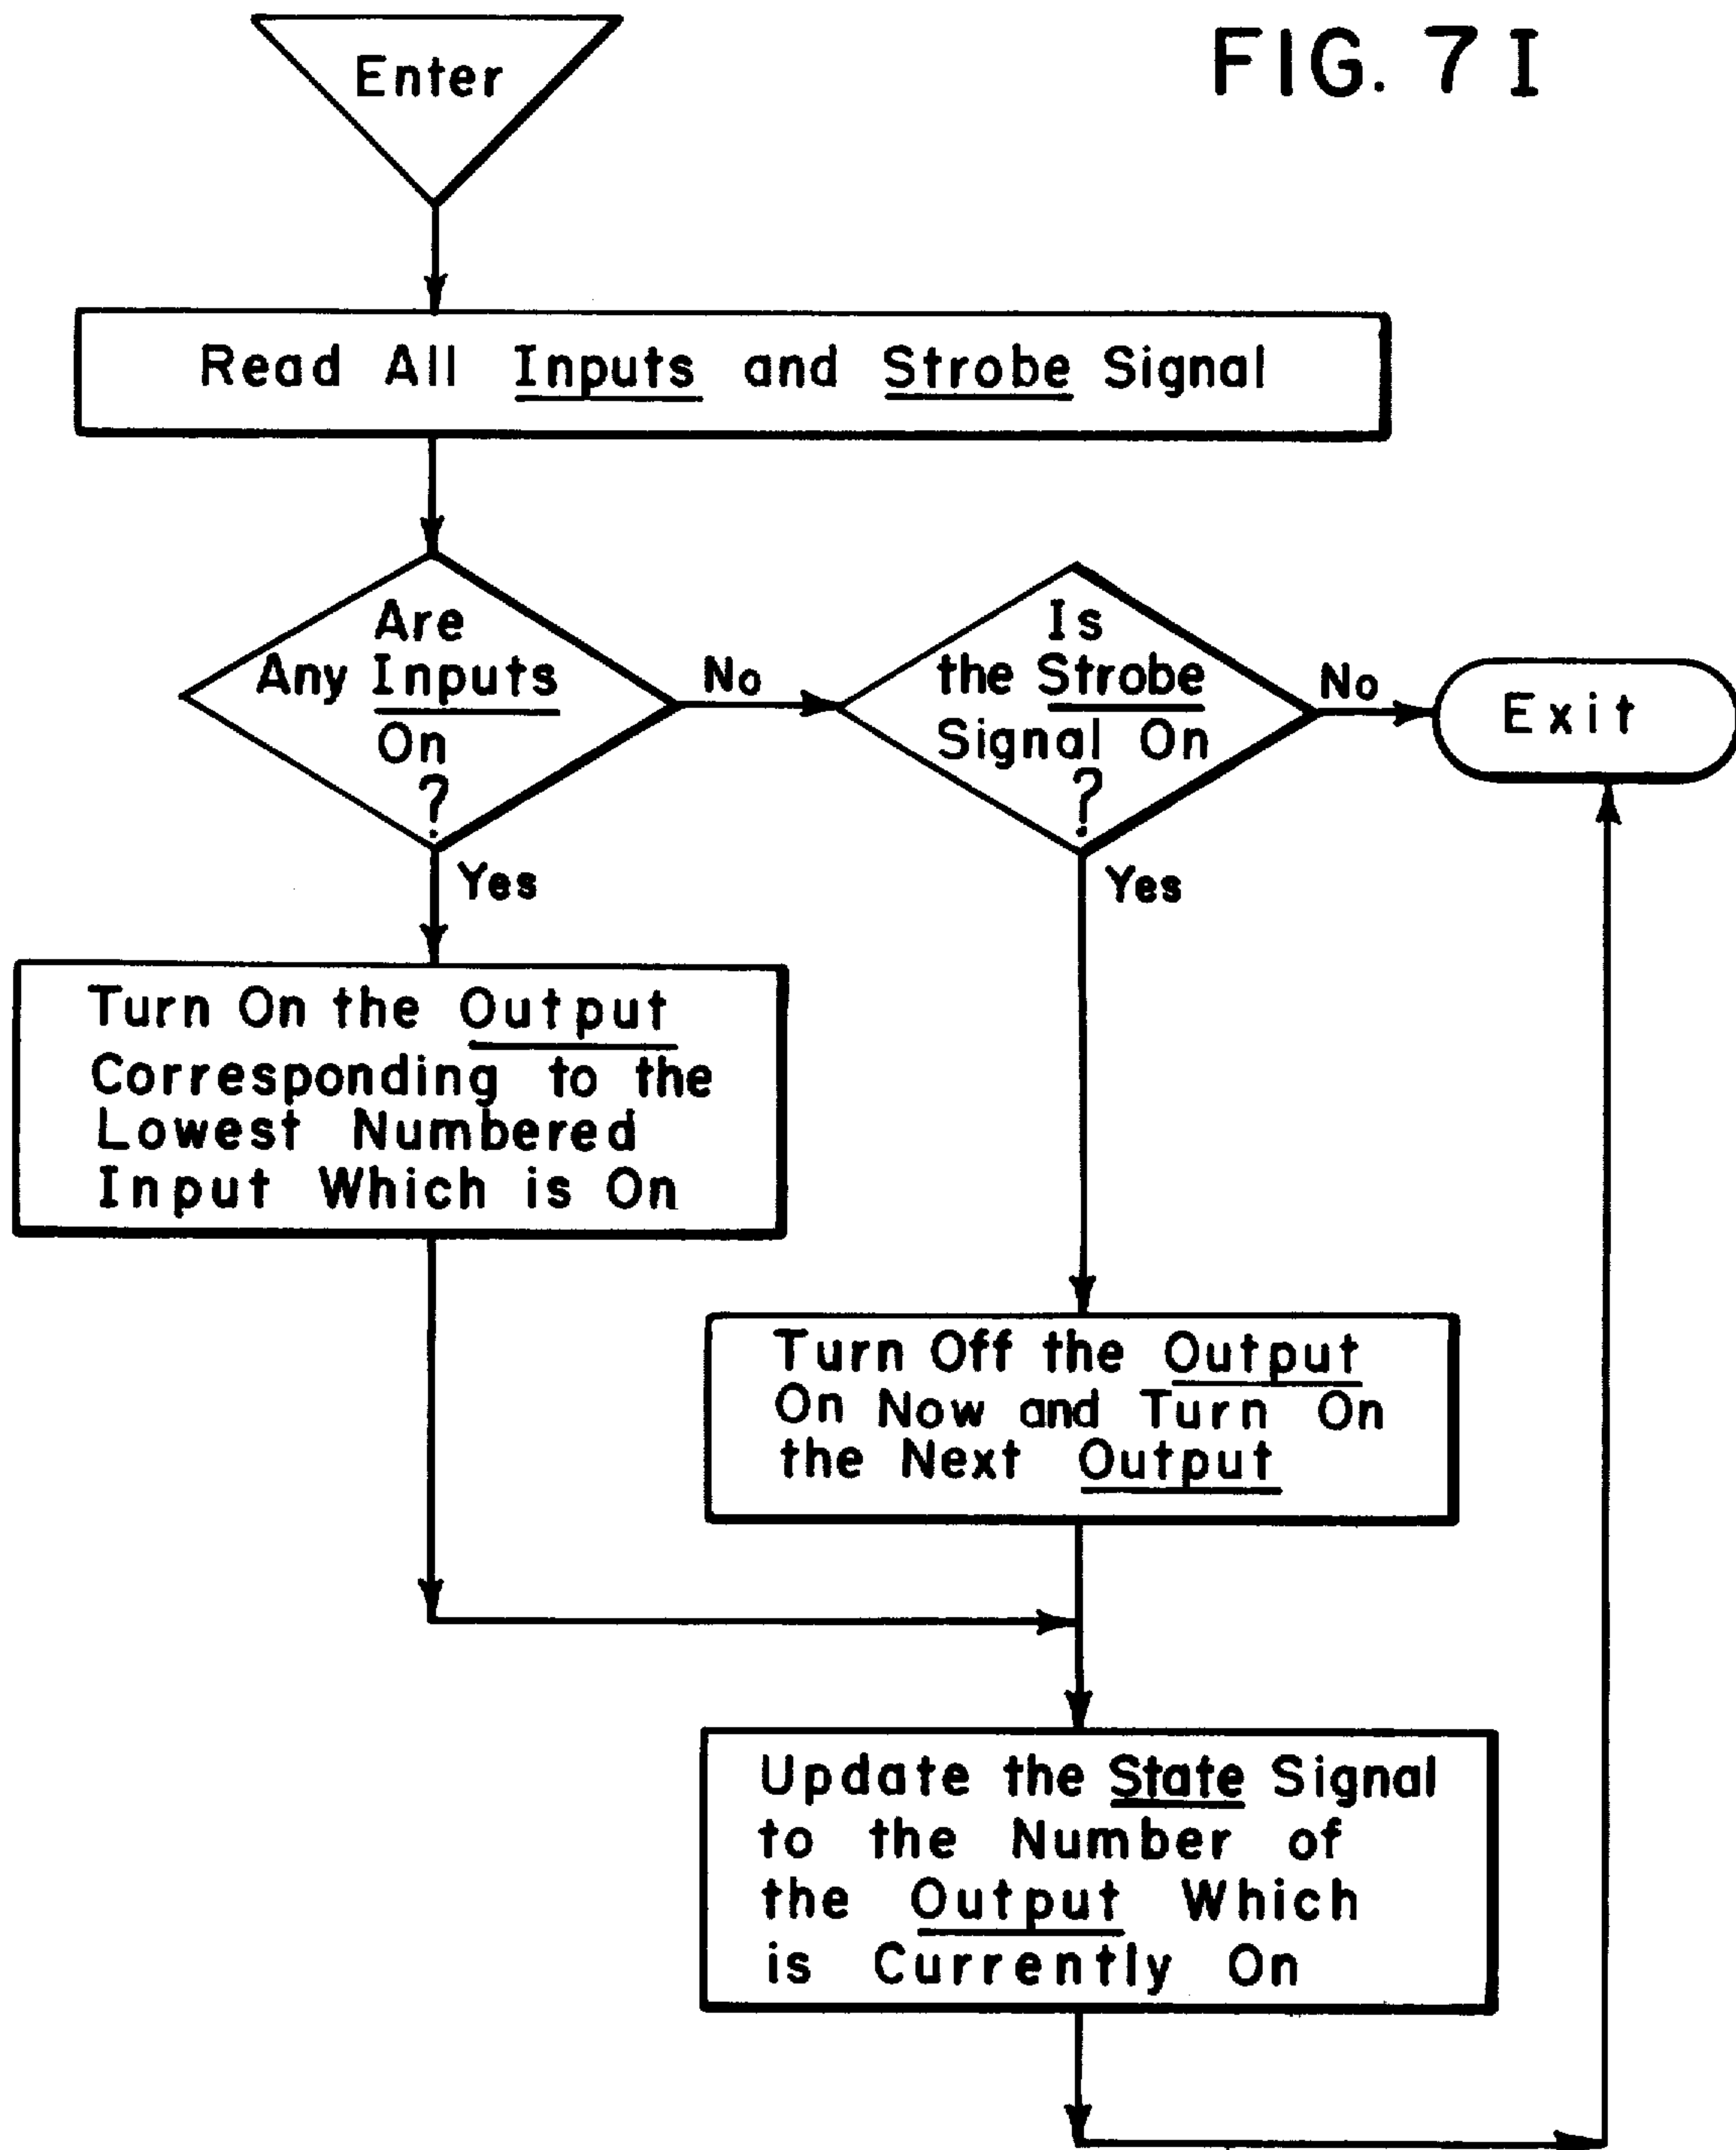 FIG. 7 I
Enter
Read All Inputs and Strobe Signal
Are
Any Inputs
On
?
No
Is
the Strobe
Signal On
?
No
Exit
Yes
Yes
Turn On the Output
Corresponding to the
Lowest Numbered
Input Which is On
Turn Off the Output
On Now and Turn On
the Next Output
Update the State Signal
to the Number of
the Output Which
is Currently On